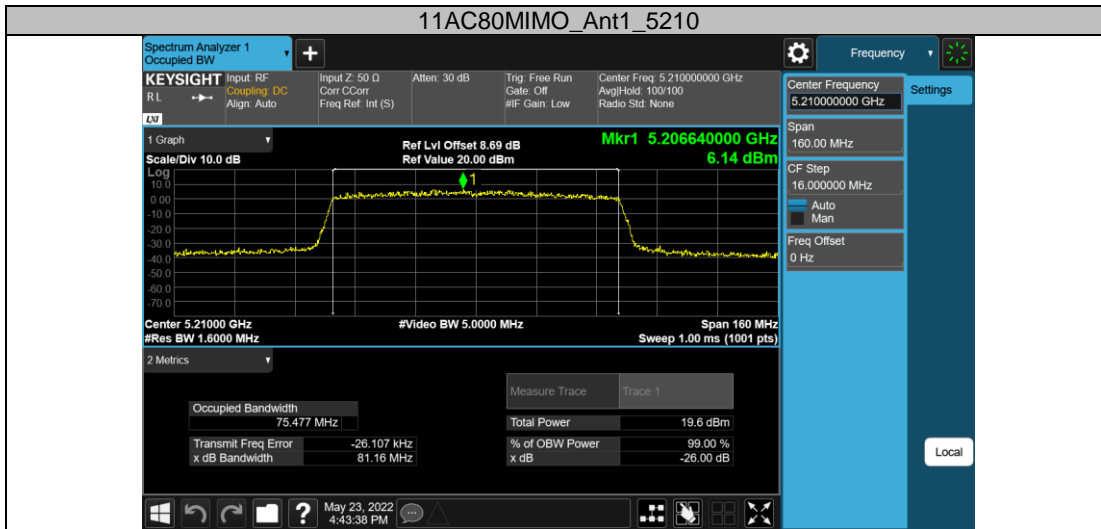 11AC80MIMO_Ant1_5210
Spectrum Analyzer 1
Occupied BW
+
Frequency
KEYSIGHT
RL
LXI
Input: RF
Coupling: DC
Align: Auto
Input Z: 50 Ω
Corr CCorr
Freq Ref: Int (S)
Atten: 30 dB
Trig: Free Run
Gate: Off
#IF Gain: Low
Center Freq: 5.210000000 GHz
Avg|Hold: 100/100
Radio Std: None
Center Frequency
5.210000000 GHz
Settings
Span
160.00 MHz
CF Step
16.000000 MHz
Auto
Man
Freq Offset
0 Hz
Local
1 Graph
Scale/Div 10.0 dB
Ref Lvl Offset 8.69 dB
Ref Value 20.00 dBm
Mkr1 5.206640000 GHz
6.14 dBm
Log
10.0
0.00
-10.0
-20.0
-30.0
-40.0
-50.0
-60.0
-70.0
1
Center 5.21000 GHz
#Res BW 1.6000 MHz
#Video BW 5.0000 MHz
Span 160 MHz
Sweep 1.00 ms (1001 pts)
2 Metrics
Measure Trace Trace 1
Occupied Bandwidth
75.477 MHz
Total Power 19.6 dBm
Transmit Freq Error -26.107 kHz
% of OBW Power 99.00 %
x dB Bandwidth 81.16 MHz
x dB -26.00 dB
?
May 23, 2022
4:43:38 PM